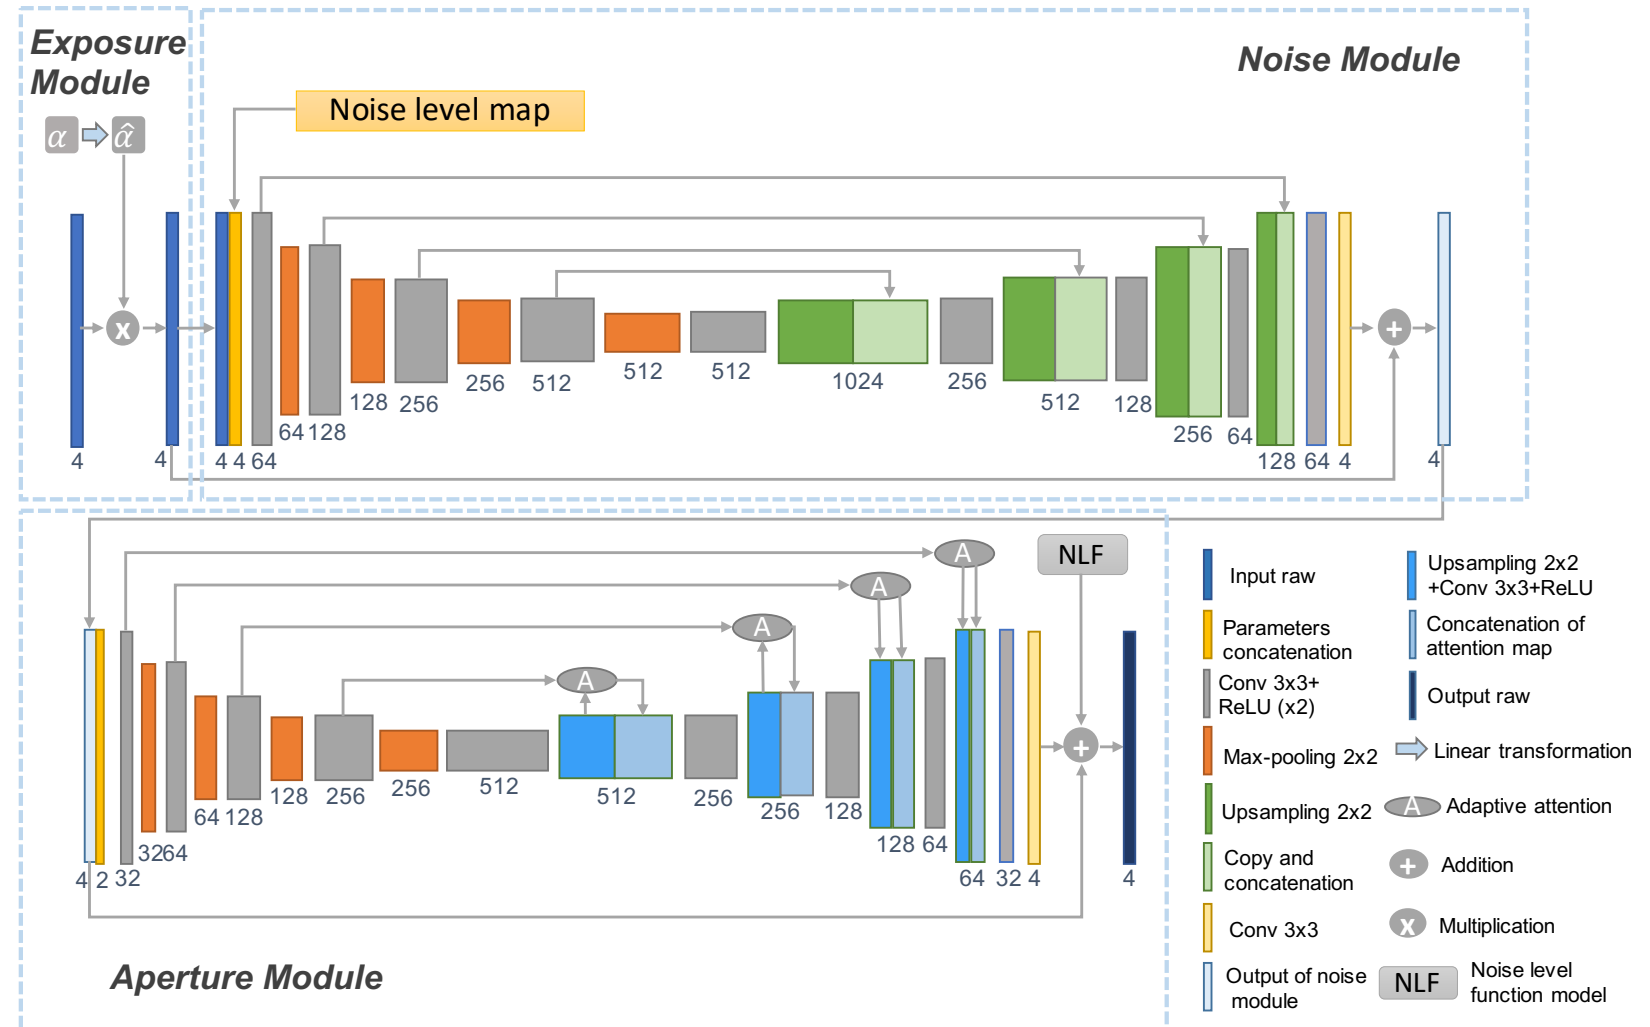 Exposure
Module
Noise Module
Noise level map
α
α̂
x
+
4
4
4 4 64
64 128
128 256
256
512
512
512
1024
256
512
128
256
64
128 64 4
4
A
A
A
A
NLF
+
4 2 32
32 64
64 128
128
256
256
512
512
256
256
128
128
64
64 32 4
4
Aperture Module
Input raw
Parameters
concatenation
Conv 3x3+
ReLU (x2)
Max-pooling 2x2
Upsampling 2x2
Copy and
concatenation
Conv 3x3
Output of noise
module
Upsampling 2x2
+Conv 3x3+ReLU
Concatenation of
attention map
Output raw
Linear transformation
A Adaptive attention
+ Addition
x Multiplication
NLF
Noise level
function model